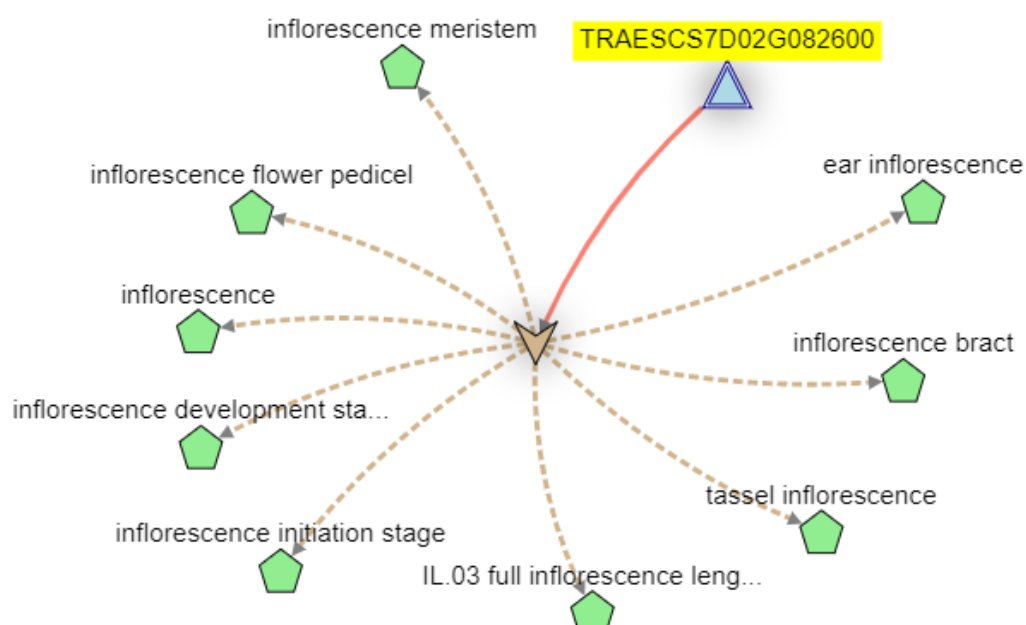 inflorescence meristem
TRAESCS7D02G082600
ear inflorescence
inflorescence flower pedicel
inflorescence
inflorescence bract
inflorescence development sta...
tassel inflorescence
inflorescence initiation stage
IL.03 full inflorescence leng...